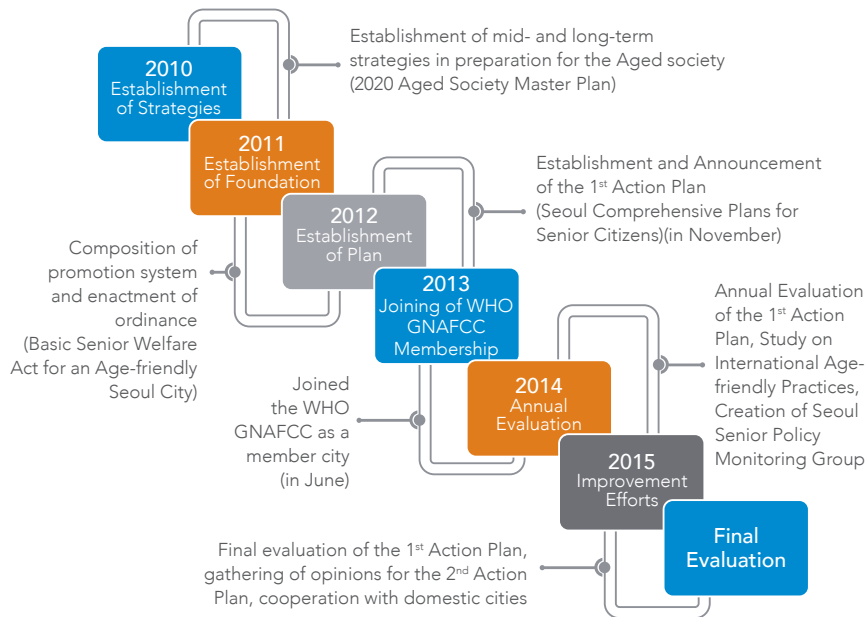 2010
Establishment
of Strategies
Establishment of mid- and long-term
strategies in preparation for the Aged society
(2020 Aged Society Master Plan)
2011
Establishment
of Foundation
Composition of
promotion system
and enactment of
ordinance
(Basic Senior Welfare
Act for an Age-friendly
Seoul City)
2012
Establishment
of Plan
Establishment and Announcement
of the 1st Action Plan
(Seoul Comprehensive Plans for
Senior Citizens)(in November)
2013
Joining of WHO
GNAFCC
Membership
Joined
the WHO
GNAFCC as a
member city
(in June)
2014
Annual
Evaluation
Annual Evaluation
of the 1st Action
Plan, Study on
International Age-
friendly Practices,
Creation of Seoul
Senior Policy
Monitoring Group
2015
Improvement
Efforts
Final evaluation of the 1st Action Plan,
gathering of opinions for the 2nd Action
Plan, cooperation with domestic cities
Final
Evaluation